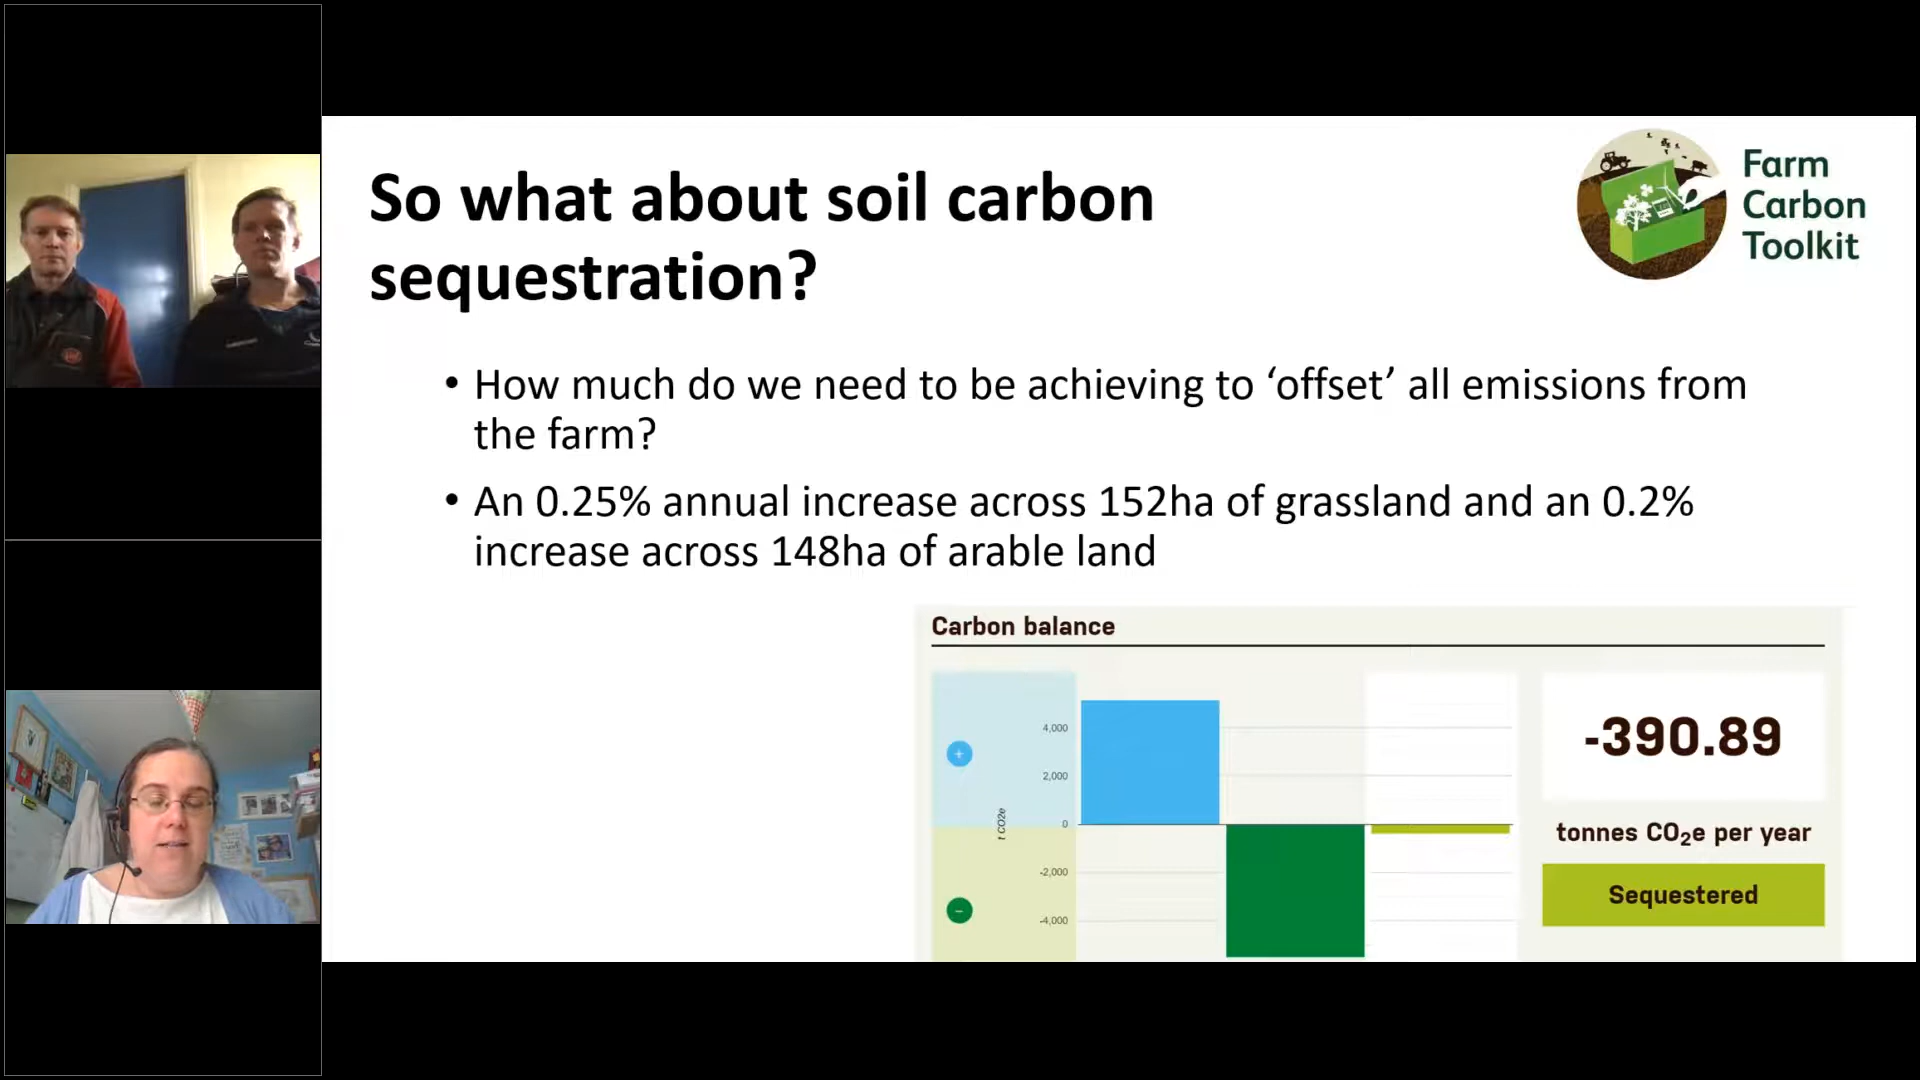 So what about soil carbon
sequestration?
Farm
Carbon
Toolkit
• How much do we need to be achieving to ‘offset’ all emissions from
the farm?
• An 0.25% annual increase across 152ha of grassland and an 0.2%
increase across 148ha of arable land
Carbon balance
+
4,000
2,000
0
-2,000
-4,000
−
t CO2e
-390.89
tonnes CO₂e per year
Sequestered